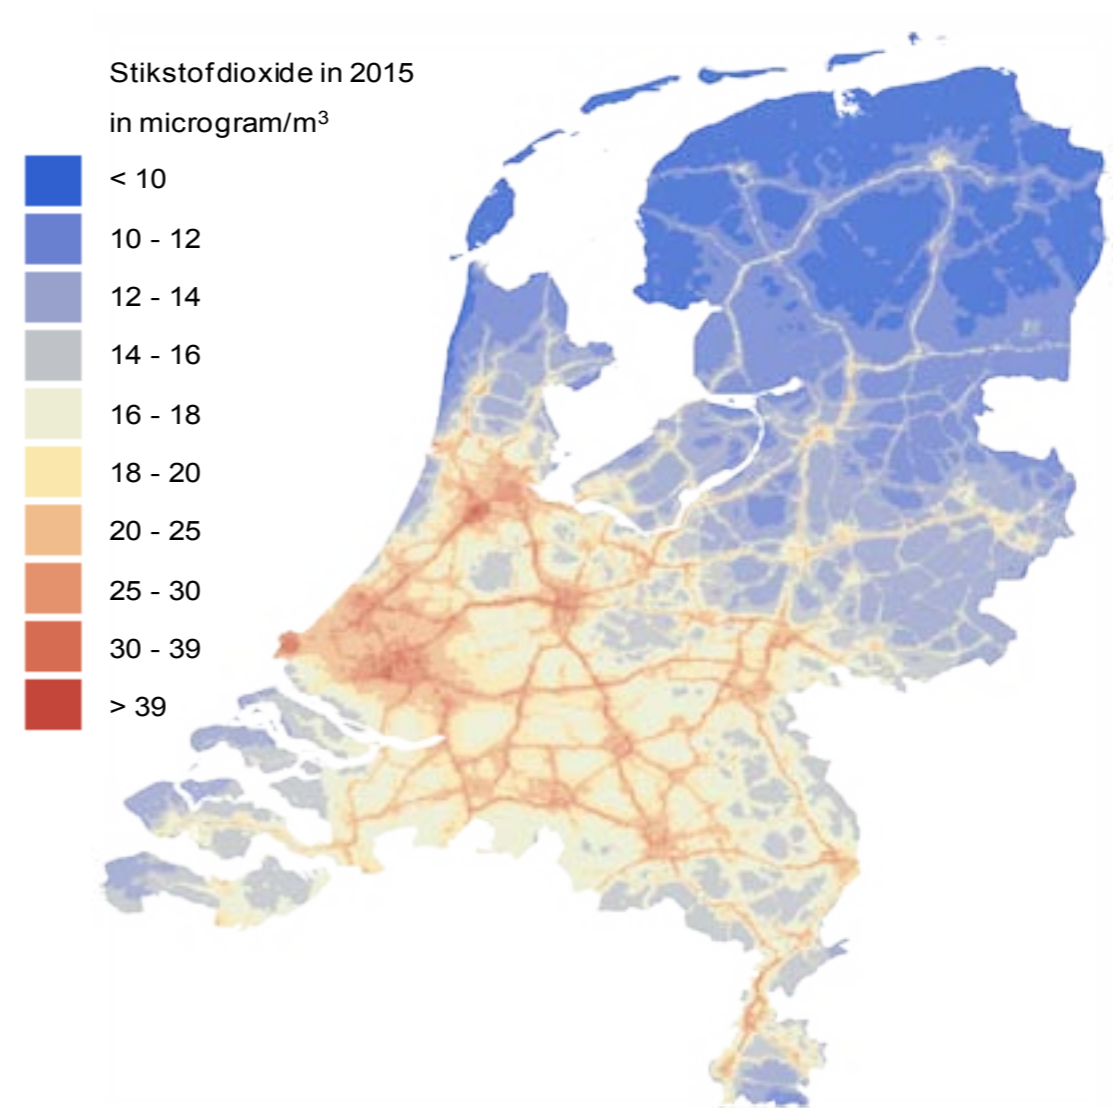 Stikstofdioxide in 2015
in microgram/m³
< 10
10 - 12
12 - 14
14 - 16
16 - 18
18 - 20
20 - 25
25 - 30
30 - 39
> 39